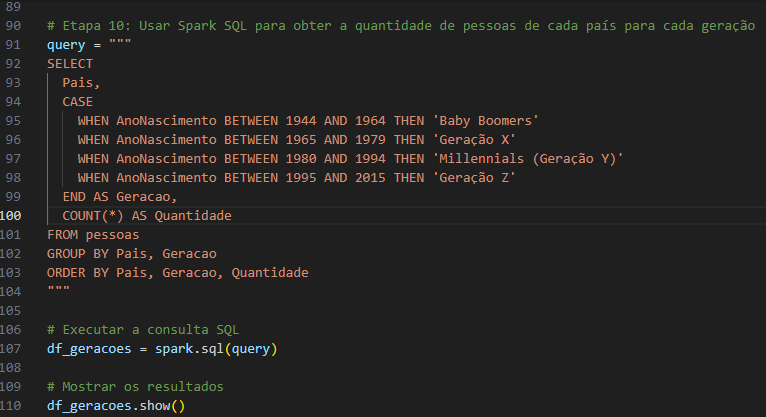 89
90 # Etapa 10: Usar Spark SQL para obter a quantidade de pessoas de cada país para cada geração
91 query = """
92 SELECT
93 Pais,
94 CASE
95 WHEN AnoNascimento BETWEEN 1944 AND 1964 THEN 'Baby Boomers'
96 WHEN AnoNascimento BETWEEN 1965 AND 1979 THEN 'Geração X'
97 WHEN AnoNascimento BETWEEN 1980 AND 1994 THEN 'Millennials (Geração Y)'
98 WHEN AnoNascimento BETWEEN 1995 AND 2015 THEN 'Geração Z'
99 END AS Geracao,
100 COUNT(*) AS Quantidade
101 FROM pessoas
102 GROUP BY Pais, Geracao
103 ORDER BY Pais, Geracao, Quantidade
104 """
105
106 # Executar a consulta SQL
107 df_geracoes = spark.sql(query)
108
109 # Mostrar os resultados
110 df_geracoes.show()